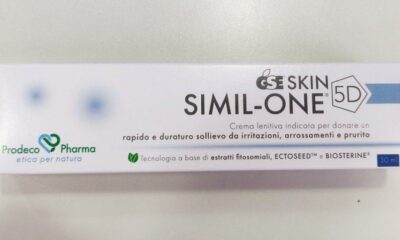 GSE SKIN
SIMIL-ONE® 5D
Crema lenitiva indicata per donare un
rapido e duraturo sollievo da irritazioni, arrossamenti e prurito
Prodeco Pharma
etica per natura
Tecnologia a base di estratti fitosomiali, ECTOSEED™ e BIOSTERINE®
50 ml